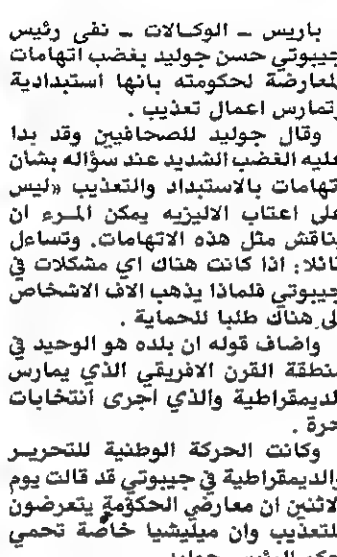 باريس - الوكالات - نفى رئيس
جيبوتي حسن جوليد بغضب اتهامات
المعارضة لحكومته بانها استبدادية
وتمارس اعمال تعذيب .
وقال جوليد للصحافيين وقد بدا
عليه الغضب الشديد عند سؤاله بشأن
اتهامات بالاستبداد والتعذيب «ليس
على اعتاب الاليزيه يمكن المرء ان
يناقش مثل هذه الاتهامات. وتساءل
قائلا: اذا كانت هناك اي مشكلات في
جيبوتي فلماذا يذهب الاف الاشخاص
الى هناك طلبا للحماية .
واضاف قوله ان بلده هو الوحيد في
منطقة القرن الافريقي الذي يمارس
الديمقراطية والذي اجرى انتخابات
حرة .
وكانت الحركة الوطنية للتحرير
والديمقراطية في جيبوتي قد قالت يوم
الاثنين ان معارضي الحكومة يتعرضون
للتعذيب وان ميليشيا خاصة تحمي
حكم الرئيس جوليد